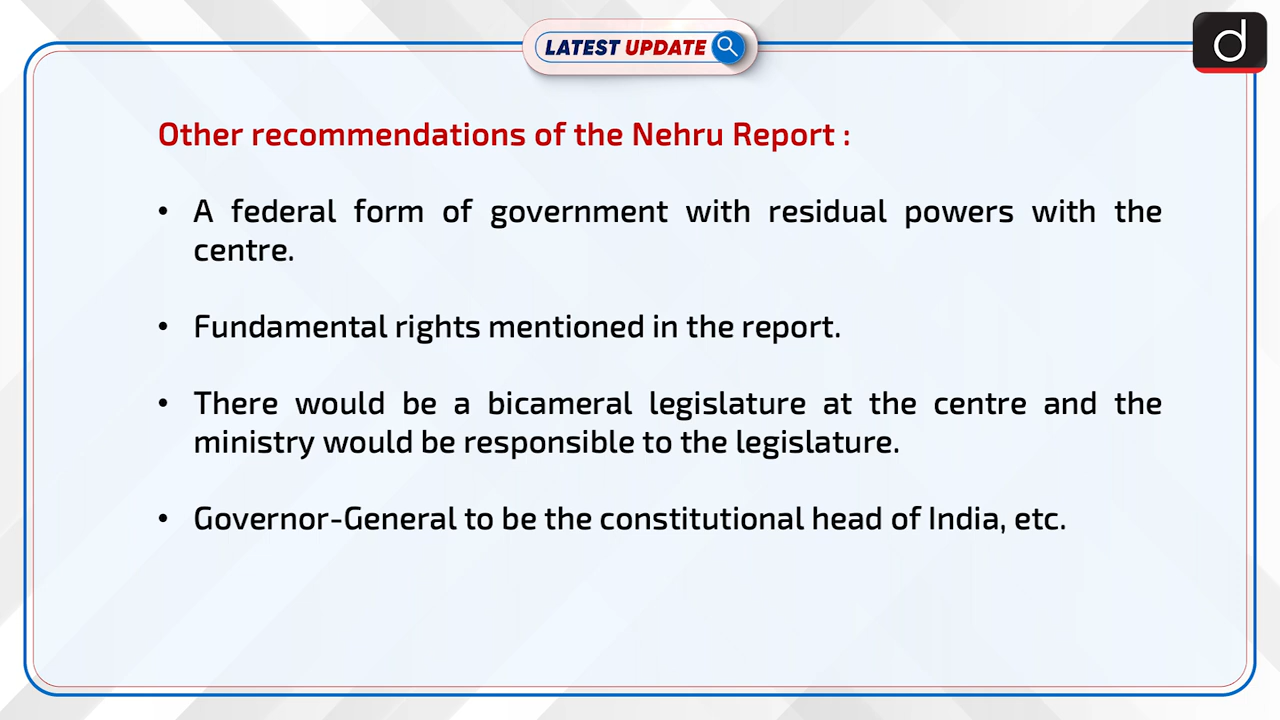 LATEST UPDATE
d
Other recommendations of the Nehru Report :
• A federal form of government with residual powers with the
centre.
• Fundamental rights mentioned in the report.
• There would be a bicameral legislature at the centre and the
ministry would be responsible to the legislature.
• Governor-General to be the constitutional head of India, etc.